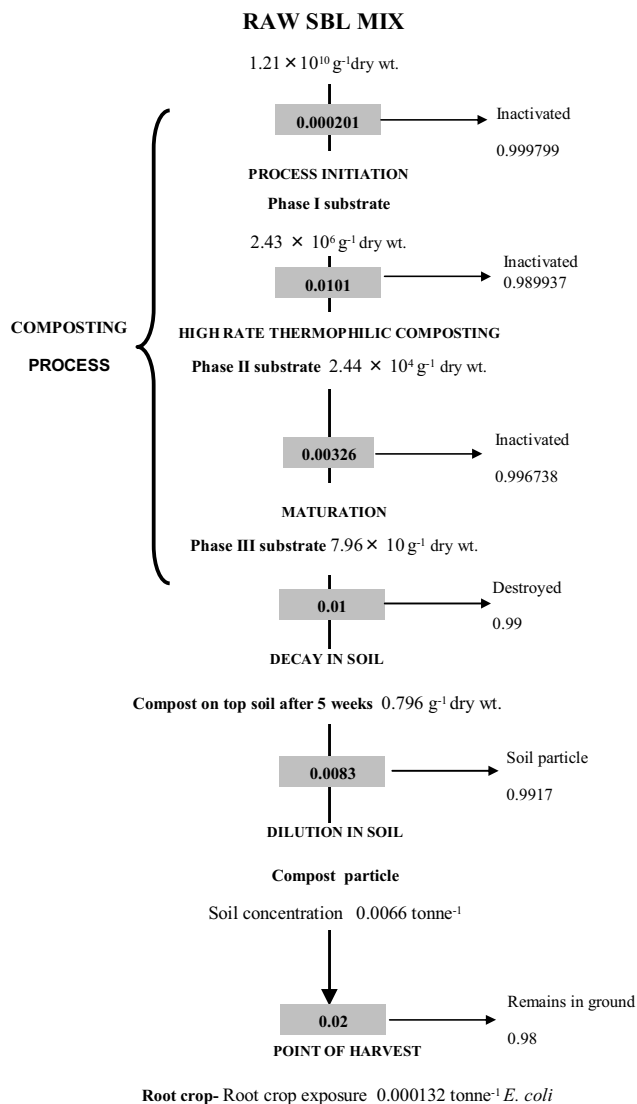 RAW SBL MIX
1.21 × 10¹⁰ g⁻¹ dry wt.
0.000201
Inactivated
0.999799
PROCESS INITIATION
Phase I substrate
2.43 × 10⁶ g⁻¹ dry wt.
0.0101
Inactivated
0.989937
COMPOSTING
PROCESS
HIGH RATE THERMOPHILIC COMPOSTING
Phase II substrate 2.44 × 10⁴ g⁻¹ dry wt.
0.00326
Inactivated
0.996738
MATURATION
Phase III substrate 7.96 × 10 g⁻¹ dry wt.
0.01
Destroyed
0.99
DECAY IN SOIL
Compost on top soil after 5 weeks 0.796 g⁻¹ dry wt.
0.0083
Soil particle
0.9917
DILUTION IN SOIL
Compost particle
Soil concentration 0.0066 tonne⁻¹
0.02
Remains in ground
0.98
POINT OF HARVEST
Root crop- Root crop exposure 0.000132 tonne⁻¹ E. coli